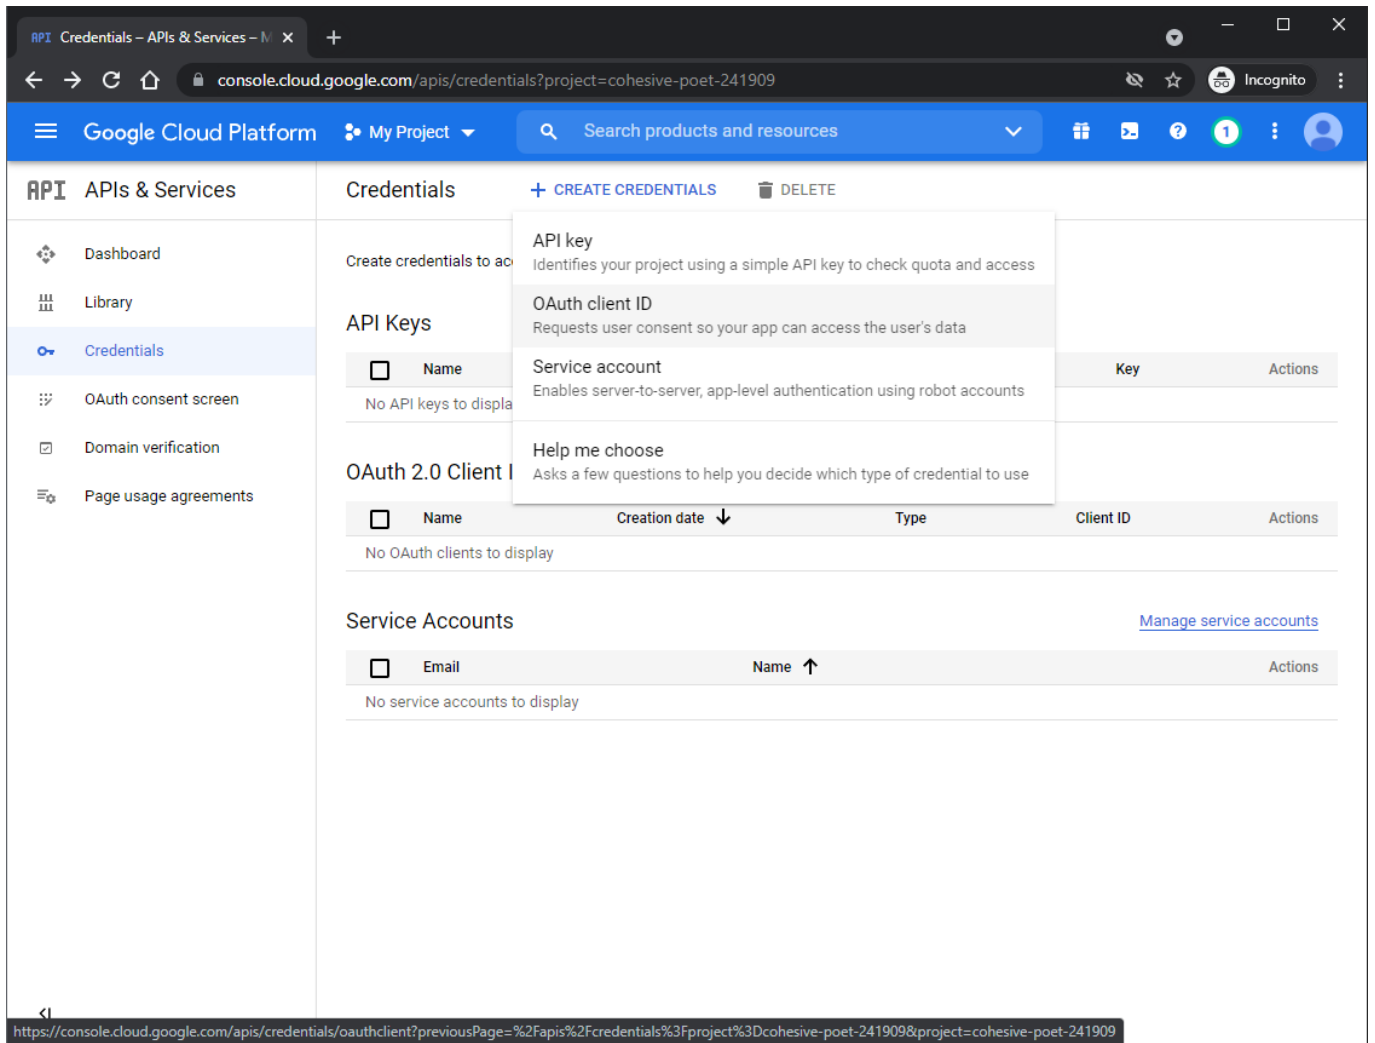 API Credentials – APIs & Services – M
console.cloud.google.com/apis/credentials?project=cohesive-poet-241909
Incognito
Google Cloud Platform
My Project
Search products and resources
1
API APIs & Services
Credentials
CREATE CREDENTIALS
DELETE
Dashboard
Library
Credentials
OAuth consent screen
Domain verification
Page usage agreements
Create credentials to acc
API key
Identifies your project using a simple API key to check quota and access
OAuth client ID
Requests user consent so your app can access the user's data
Service account
Enables server-to-server, app-level authentication using robot accounts
Help me choose
Asks a few questions to help you decide which type of credential to use
API Keys
Name Key Actions
No API keys to displa
OAuth 2.0 Client I
Name Creation date Type Client ID Actions
No OAuth clients to display
Service Accounts
Manage service accounts
Email Name Actions
No service accounts to display
https://console.cloud.google.com/apis/credentials/oauthclient?previousPage=%2Fapis%2Fcredentials%3Fproject%3Dcohesive-poet-241909&project=cohesive-poet-241909